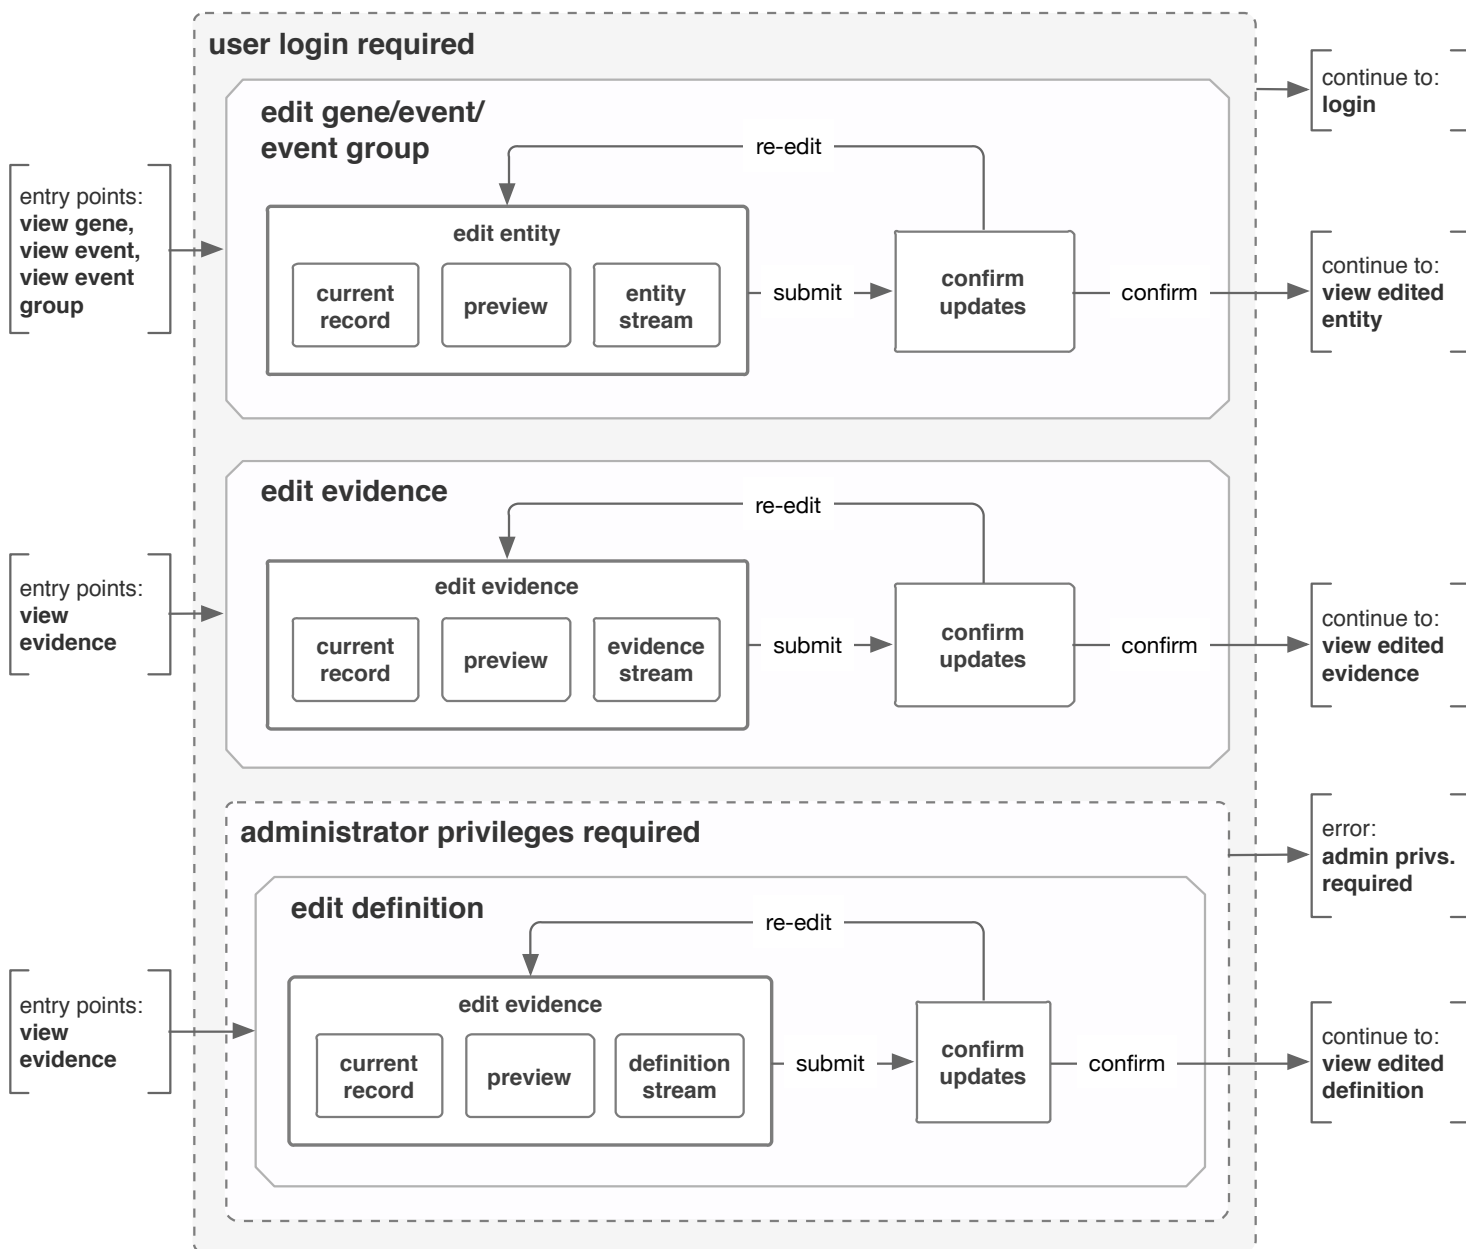 user login required
continue to:
login
edit gene/event/
event group
re-edit
entry points:
view gene,
view event,
view event
group
edit entity
current
record
preview
entity
stream
submit
confirm
updates
confirm
continue to:
view edited
entity
edit evidence
re-edit
entry points:
view
evidence
edit evidence
current
record
preview
evidence
stream
submit
confirm
updates
confirm
continue to:
view edited
evidence
administrator privileges required
error:
admin privs.
required
edit definition
re-edit
entry points:
view
evidence
edit evidence
current
record
preview
definition
stream
submit
confirm
updates
confirm
continue to:
view edited
definition